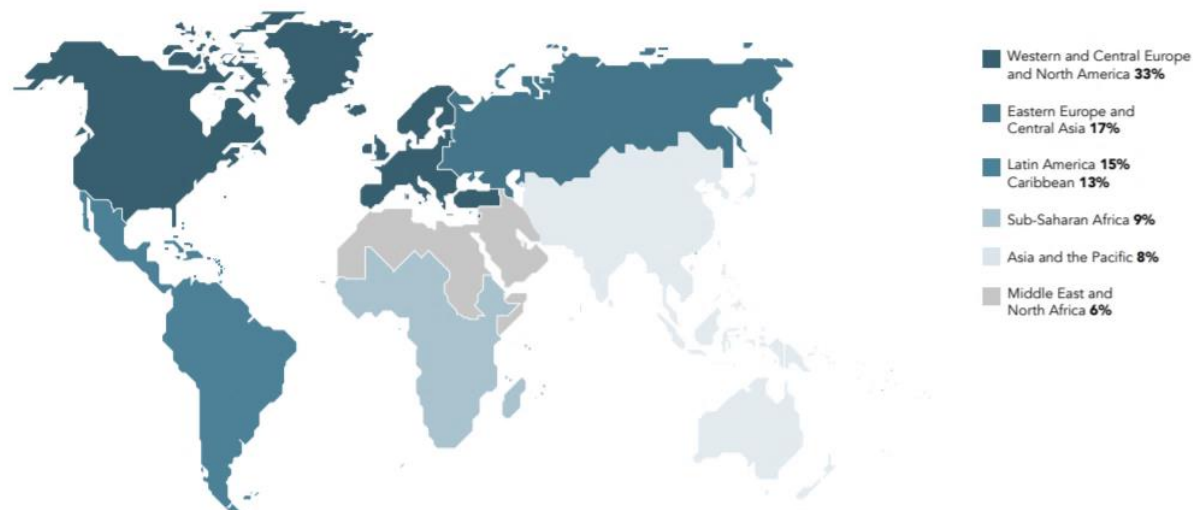 Western and Central Europe
and North America 33%
Eastern Europe and
Central Asia 17%
Latin America 15%
Caribbean 13%
Sub-Saharan Africa 9%
Asia and the Pacific 8%
Middle East and
North Africa 6%